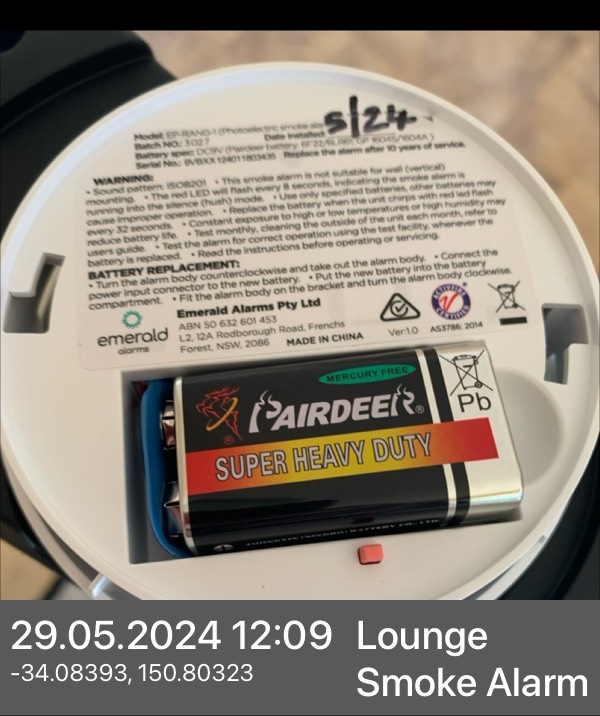 5/24
Model: EP-RANG-1 (Photoelectric smoke
Date Installed
Batch NO.: 3027
Battery spec: DC9V (Pairdeer battery:
Replace the alarm after 10 years of service.
WARNING:
• Sound pattern: ISO8201 • This smoke alarm is not suitable for wall (vertical)
mounting. • The red LED will flash every 8 seconds, indicating the smoke alarm is
running into the silence (hush) mode. • Use only specified batteries, other batteries may
cause improper operation. • Replace the battery when the unit chirps with red led flash
every 32 seconds. • Constant exposure to high or low temperatures or high humidity may
reduce battery life. • Test monthly, cleaning the outside of the unit each month, refer to
users guide. • Test the alarm for correct operation using the test facility, whenever the
battery is replaced. • Read the instructions before operating or servicing.
BATTERY REPLACEMENT:
• Turn the alarm body counterclockwise and take out the alarm body. • Connect the
power input connector to the new battery. • Put the new battery into the battery
compartment. • Fit the alarm body on the bracket and turn the alarm body clockwise.
emerald
alarms
Emerald Alarms Pty Ltd
ABN 50 632 601 453
L2, 12A Rodborough Road, Frenchs
Forest, NSW, 2086 MADE IN CHINA
Ver:1.0
AS3786: 2014
MERCURY FREE
PAIRDEER®
SUPER HEAVY DUTY
Pb
29.05.2024 12:09
-34.08393, 150.80323
Lounge
Smoke Alarm